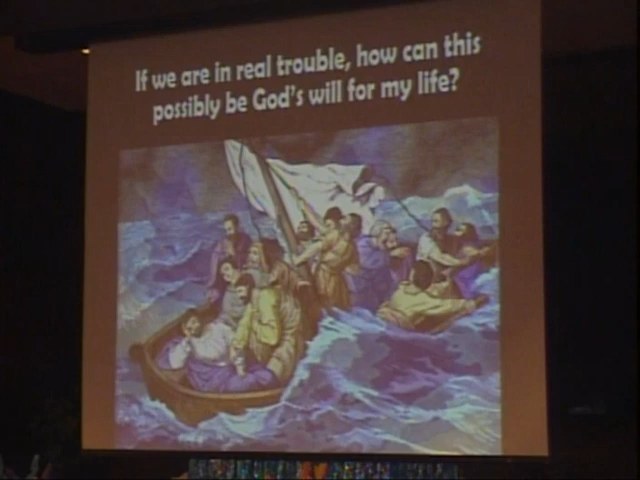 If we are in real trouble, how can this
possibly be God's will for my life?